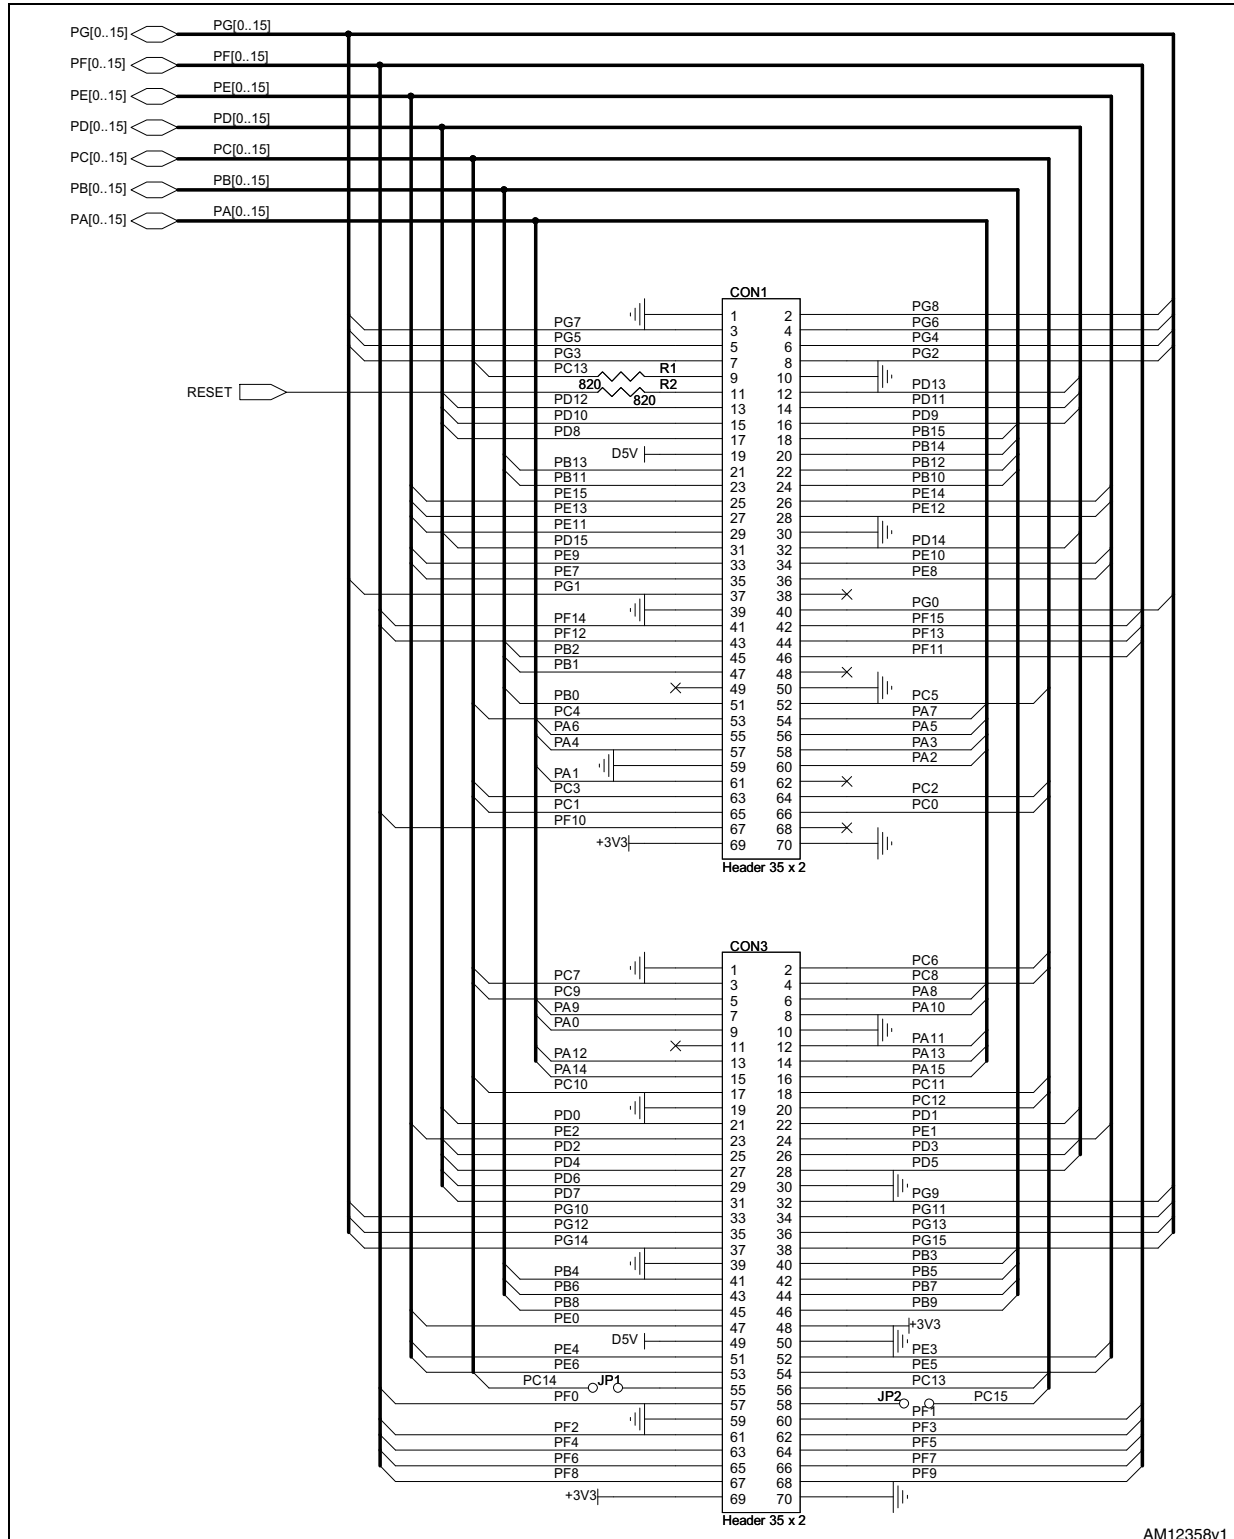 PG[0..15] PG[0..15]
PF[0..15] PF[0..15]
PE[0..15] PE[0..15]
PD[0..15] PD[0..15]
PC[0..15] PC[0..15]
PB[0..15] PB[0..15]
PA[0..15] PA[0..15]
RESET
CON1
1 2 PG8
PG7 3 4 PG6
PG5 5 6 PG4
PG3 7 8 PG2
PC13 820 R1 9 10
R2 820 11 12 PD13
PD12 13 14 PD11
PD10 15 16 PD9
PD8 17 18 PB15
D5V 19 20 PB14
PB13 21 22 PB12
PB11 23 24 PB10
PE15 25 26 PE14
PE13 27 28 PE12
PE11 29 30
PD15 31 32 PD14
PE9 33 34 PE10
PE7 35 36 PE8
PG1 37 38
39 40 PG0
PF14 41 42 PF15
PF12 43 44 PF13
PB2 45 46 PF11
PB1 47 48
49 50
PB0 51 52 PC5
PC4 53 54 PA7
PA6 55 56 PA5
PA4 57 58 PA3
59 60 PA2
PA1 61 62
PC3 63 64 PC2
PC1 65 66 PC0
PF10 67 68
+3V3 69 70
Header 35 x 2
CON3
1 2 PC6
PC7 3 4 PC8
PC9 5 6 PA8
PA9 7 8 PA10
PA0 9 10
11 12 PA11
PA12 13 14 PA13
PA14 15 16 PA15
PC10 17 18 PC11
19 20 PC12
PD0 21 22 PD1
PE2 23 24 PE1
PD2 25 26 PD3
PD4 27 28 PD5
PD6 29 30
PD7 31 32 PG9
PG10 33 34 PG11
PG12 35 36 PG13
PG14 37 38 PG15
39 40 PB3
PB4 41 42 PB5
PB6 43 44 PB7
PB8 45 46 PB9
PE0 47 48 +3V3
D5V 49 50
PE4 51 52 PE3
PE6 53 54 PE5
PC14 JP1 55 56 PC13
PF0 57 58 JP2 PC15
59 60 PF1
PF2 61 62 PF3
PF4 63 64 PF5
PF6 65 66 PF7
PF8 67 68 PF9
+3V3 69 70
Header 35 x 2
AM12358v1